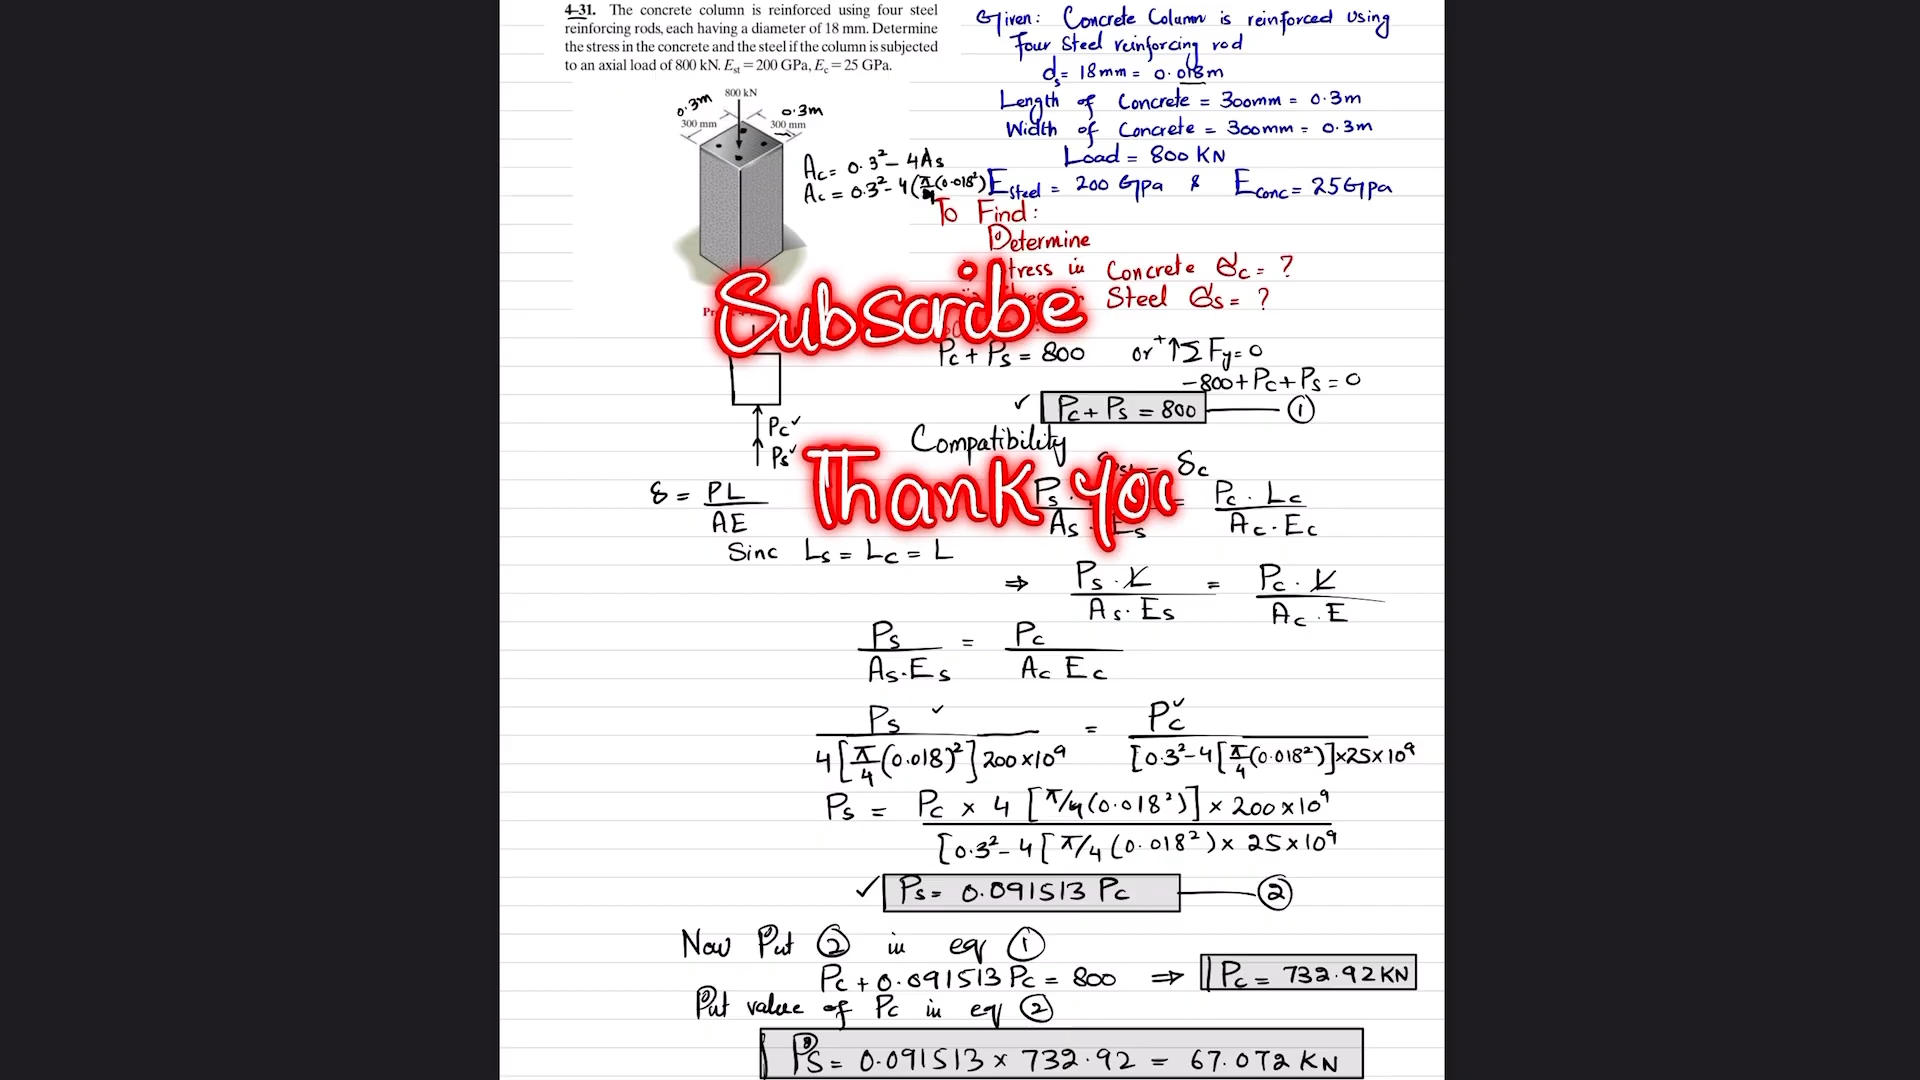 4–31. The concrete column is reinforced using four steel
reinforcing rods, each having a diameter of 18 mm. Determine
the stress in the concrete and the steel if the column is subjected
to an axial load of 800 kN. Est = 200 GPa, Ec = 25 GPa.
800 kN
0.3m
0.3m
300 mm
300 mm
Ac = 0.3² – 4As
Ac = 0.3² – 4(π/4(0.018²)
Given: Concrete Column is reinforced using
Four Steel reinforcing rod
ds = 18mm = 0.018m
Length of Concrete = 300mm = 0.3m
Width of Concrete = 300mm = 0.3m
Load = 800 KN
Esteel = 200 Gpa & Econc = 25Gpa
To Find:
Determine
Concrete σc = ?
Steel σs = ?
Subscribe
Pc + Ps = 800 or +↑Σ Fy = 0
–800 + Pc + Ps = 0
✓ Pc + Ps = 800 ①
Pc ✓
Ps ✓
Compatibility
= δc
Thank you
δ = PL / AE
Pc · Lc / Ac · Ec
Sinc Ls = Lc = L
⇒ Ps · L / As · Es = Pc · L / Ac · E
Ps / As · Es = Pc / Ac Ec
Ps ✓ / 4[π/4(0.018)²] 200×10⁹ = Pc ✓ / [0.3² – 4[π/4(0.018²)]×25×10⁹
Ps = Pc × 4 [π/4(0.018²)] × 200×10⁹ / [0.3² – 4[π/4(0.018²)× 25×10⁹
✓ Ps = 0.091513 Pc ②
Now Put ② in eq ①
Pc + 0.091513 Pc = 800 ⇒ Pc = 732.92 KN
Put value of Pc in eq ②
Ps = 0.091513 × 732.92 = 67.072 KN